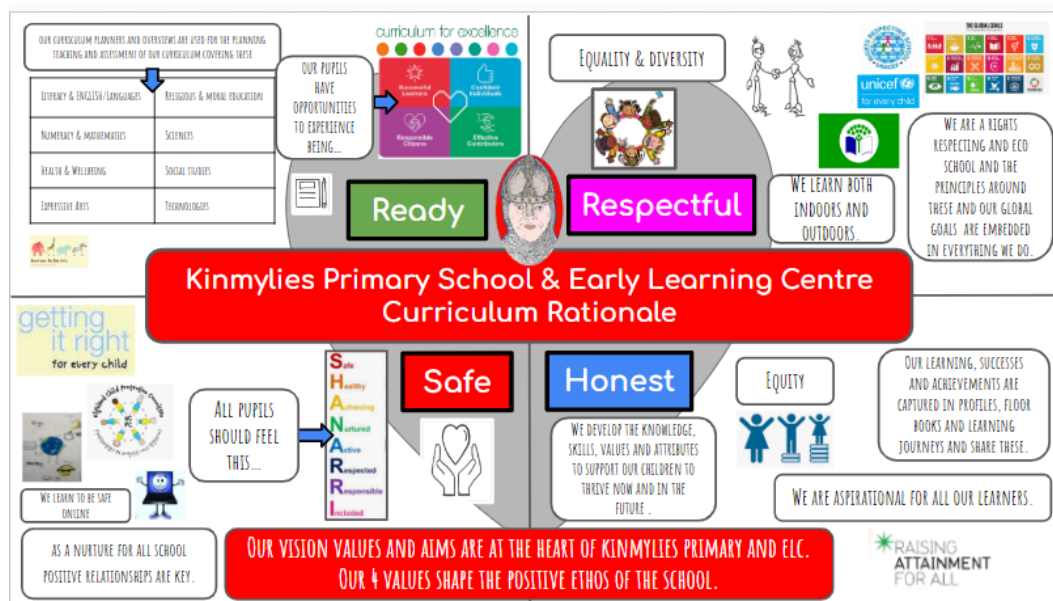 OUR CURRICULUM PLANNERS AND OVERVIEWS ARE USED FOR THE PLANNING
TEACHING AND ASSESSMENT OF OUR CURRICULUM COVERING THESE
LITERACY & ENGLISH/LANGUAGES
RELIGIOUS & MORAL EDUCATION
NUMERACY & MATHEMATICS
SCIENCES
HEALTH & WELLBEING
SOCIAL STUDIES
EXPRESSIVE ARTS
TECHNOLOGIES
OUR PUPILS
HAVE
OPPORTUNITIES
TO EXPERIENCE
BEING...
curriculum for excellence
Successful
Learners
Confident
Individuals
Responsible
Citizens
Effective
Contributors
EQUALITY & DIVERSITY
unicef
for every child
THE GLOBAL GOALS
WE ARE A RIGHTS
RESPECTING AND ECO
SCHOOL AND THE
PRINCIPLES AROUND
THESE AND OUR GLOBAL
GOALS ARE EMBEDDED
IN EVERYTHING WE DO.
WE LEARN BOTH
INDOORS AND
OUTDOORS.
Ready
Respectful
Kinmylies Primary School & Early Learning Centre
Curriculum Rationale
Safe
Honest
getting
it right
for every child
ALL PUPILS
SHOULD FEEL
THIS...
Safe
Healthy
Achieving
Nurtured
Active
Respected
Responsible
Included
WE LEARN TO BE SAFE
ONLINE
AS A NURTURE FOR ALL SCHOOL
POSITIVE RELATIONSHIPS ARE KEY.
WE DEVELOP THE KNOWLEDGE,
SKILLS, VALUES AND ATTRIBUTES
TO SUPPORT OUR CHILDREN TO
THRIVE NOW AND IN THE
FUTURE .
EQUITY
OUR LEARNING, SUCCESSES
AND ACHIEVEMENTS ARE
CAPTURED IN PROFILES, FLOOR
BOOKS AND LEARNING
JOURNEYS AND SHARE THESE.
WE ARE ASPIRATIONAL FOR ALL OUR LEARNERS.
OUR VISION VALUES AND AIMS ARE AT THE HEART OF KINMYLIES PRIMARY AND ELC.
OUR 4 VALUES SHAPE THE POSITIVE ETHOS OF THE SCHOOL.
RAISING
ATTAINMENT
FOR ALL